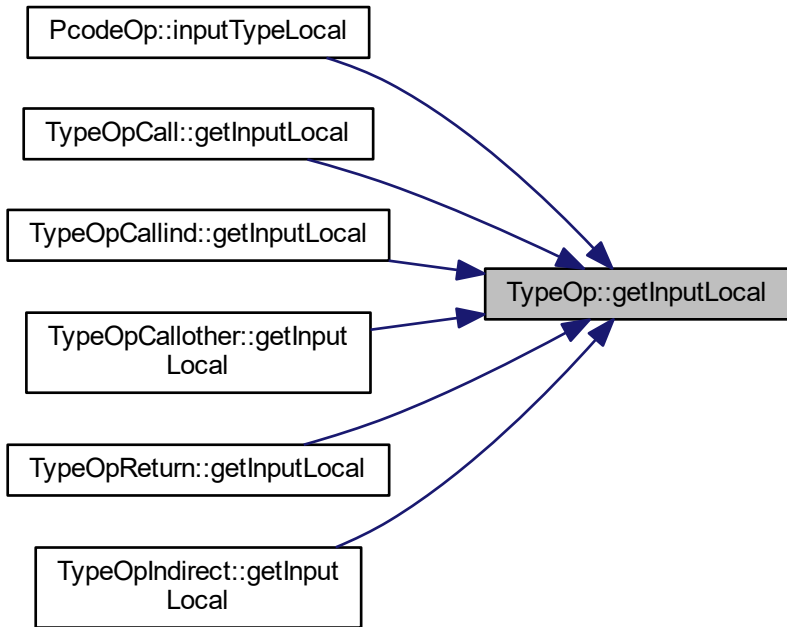 PcodeOp::inputTypeLocal
TypeOpCall::getInputLocal
TypeOpCallind::getInputLocal
TypeOp::getInputLocal
TypeOpCallother::getInput
Local
TypeOpReturn::getInputLocal
TypeOpIndirect::getInput
Local